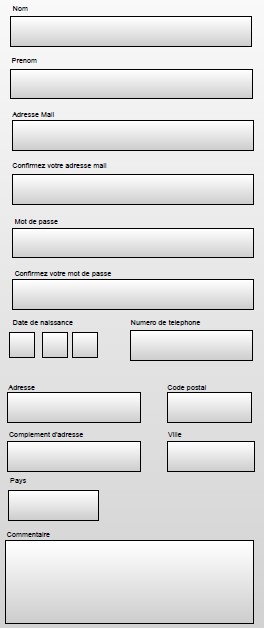 Nom
Prenom
Adresse Mail
Confirmez votre adresse mail
Mot de passe
Confirmez votre mot de passe
Date de naissance
Numero de telephone
Adresse
Code postal
Complement d'adresse
Ville
Pays
Commentaire